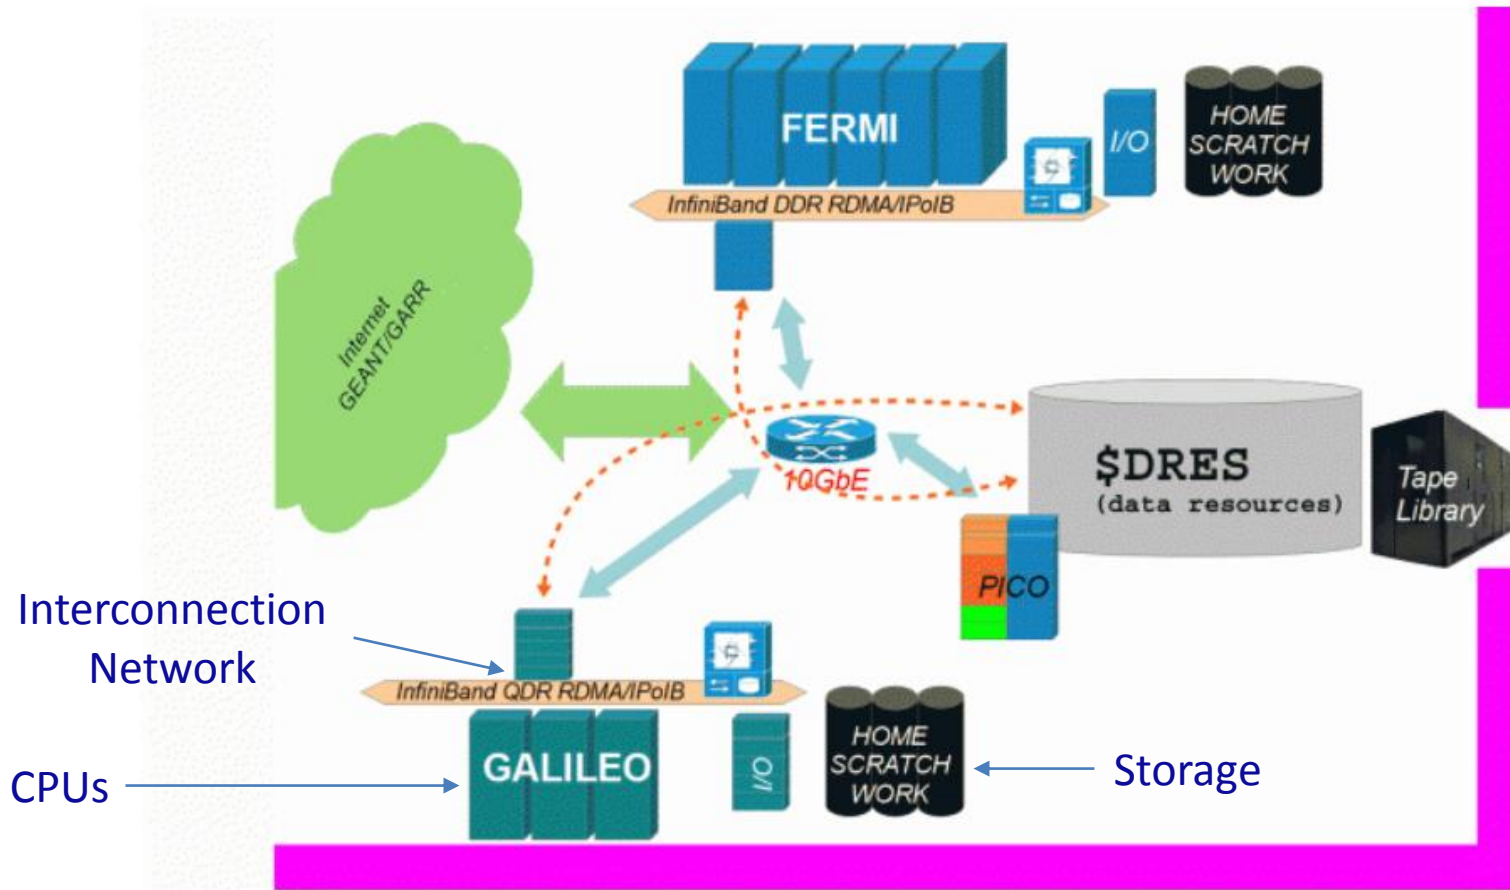 FERMI
I/O
HOME
SCRATCH
WORK
InfiniBand DDR RDMA/IPoIB
Internet
GEANT/GARR
10GbE
$DRES
(data resources)
Tape
Library
PICO
Interconnection
Network
InfiniBand QDR RDMA/IPoIB
CPUs
GALILEO
I/O
HOME
SCRATCH
WORK
Storage